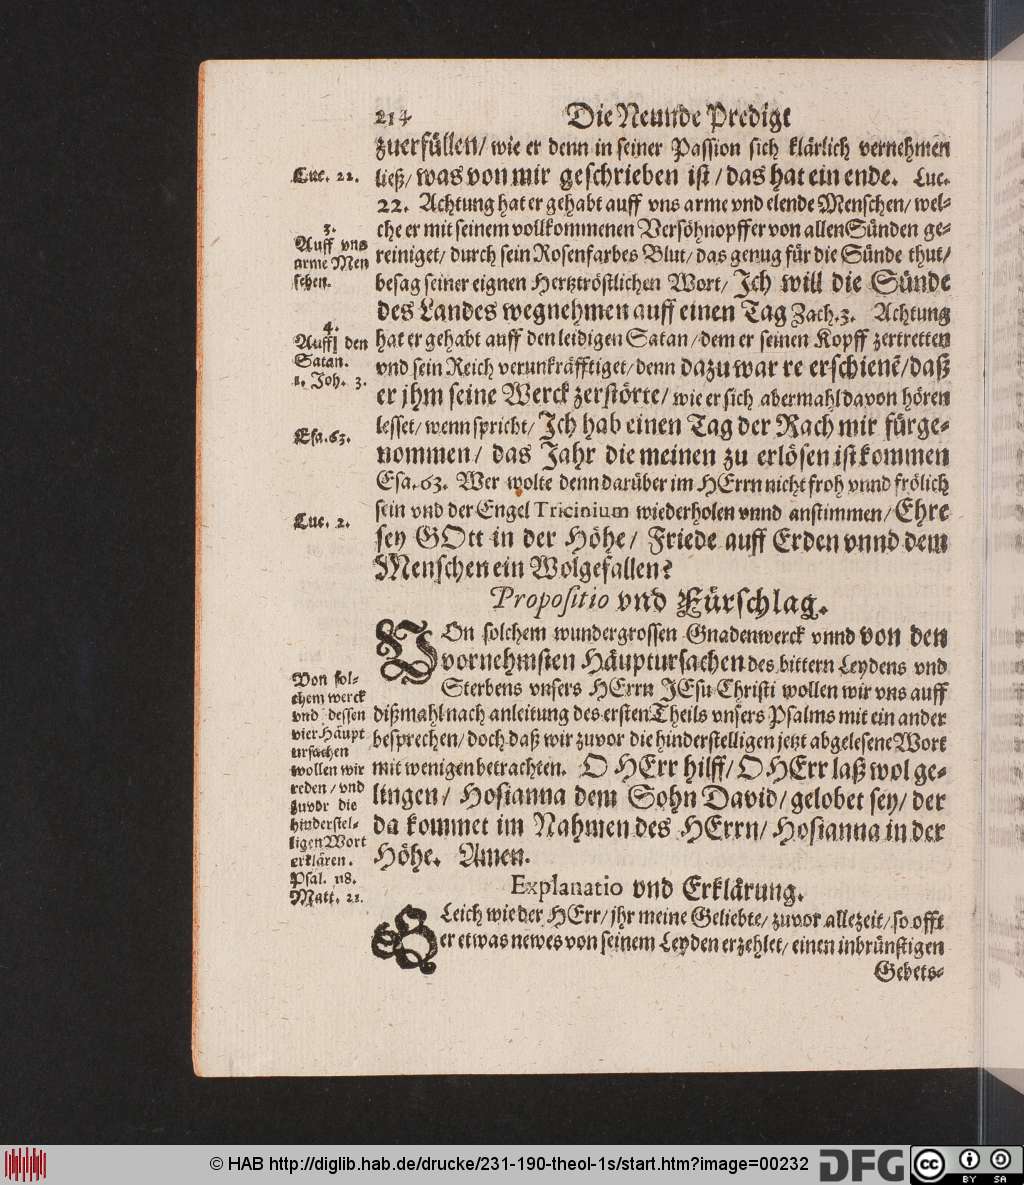 214 Die Neunde Predigt
zuerfüllen/ wie er denn in seiner Passion sich klärlich vernehmen
ließ/ was von mir geschrieben ist/ das hat ein ende. Luc.
22. Achtung hat er gehabt auff vns arme vnd elende Menschen/ wel-
che er mit seinem vollkommenen Versöhnopffer von allen Sünden ge-
reiniget/ durch sein Rosenfarbes Blut/ das genug für die Sünde thut/
besag seiner eignen Hertztröstlichen Wort/ Ich will die Sünde
des Landes wegnehmen auff einen Tag Zach. 3. Achtung
hat er gehabt auff den leidigen Satan/ dem er seinen Kopff zertretten
vnd sein Reich verunkräfftiget/ denn dazu war re erschienē/ daß
er jhm seine Werck zerstörte/ wie er sich abermahl davon hören
lesset/ wenn spricht/ Ich hab einen Tag der Rach mir fürge-
nommen/ das Jahr die meinen zu erlösen ist kommen
Esa. 63. Wer wolte denn darüber im HErrn nicht froh vnnd frölich
sein vnd der Engel Tricinium wiederholen vnnd anstimmen/ Ehre
sey GOtt in der Höhe/ Friede auff Erden vnnd dem
Menschen ein Wolgefallen?
Propositio vnd Fürschlag.
VOn solchem wundergrossen Gnadenwerck vnnd von den
vornehmsten Häuptursachen des bittern Leydens vnd
Sterbens vnsers HErrn JEsu Christi wollen wir vns auff
dißmahl nach anleitung des ersten Theils vnsers Psalms mit ein ander
besprechen/ doch daß wir zuvor die hinderstelligen jetzt abgelesene Wort
mit wenigen betrachten. O HErr hilff/ O HErr laß wol ge-
lingen/ Hosianna dem Sohn David/ gelobet sey/ der
da kommet im Nahmen des HErrn/ Hosianna in der
Höhe. Amen.
Explanatio vnd Erklärung.
GLeich wie der HErr/ jhr meine Geliebte/ zuvor allezeit/ so offt
er etwas newes von seinem Leyden erzehlet/ einen inbrünstigen
Gebets-
Luc. 22.
3.
Auff vns
arme Men
schen.
4.
Auff den
Satan.
1. Joh. 3.
Esa. 63.
Luc. 2.
Von sol-
chem werck
vnd dessen
vier Häupt
ursachen
wollen wir
reden/ vnd
zuvor die
hinderstel-
ligen Wort
erklären.
Psal. 118.
Matt. 21.
© HAB http://diglib.hab.de/drucke/231-190-theol-1s/start.htm?image=00232
DFG
cc
BY SA